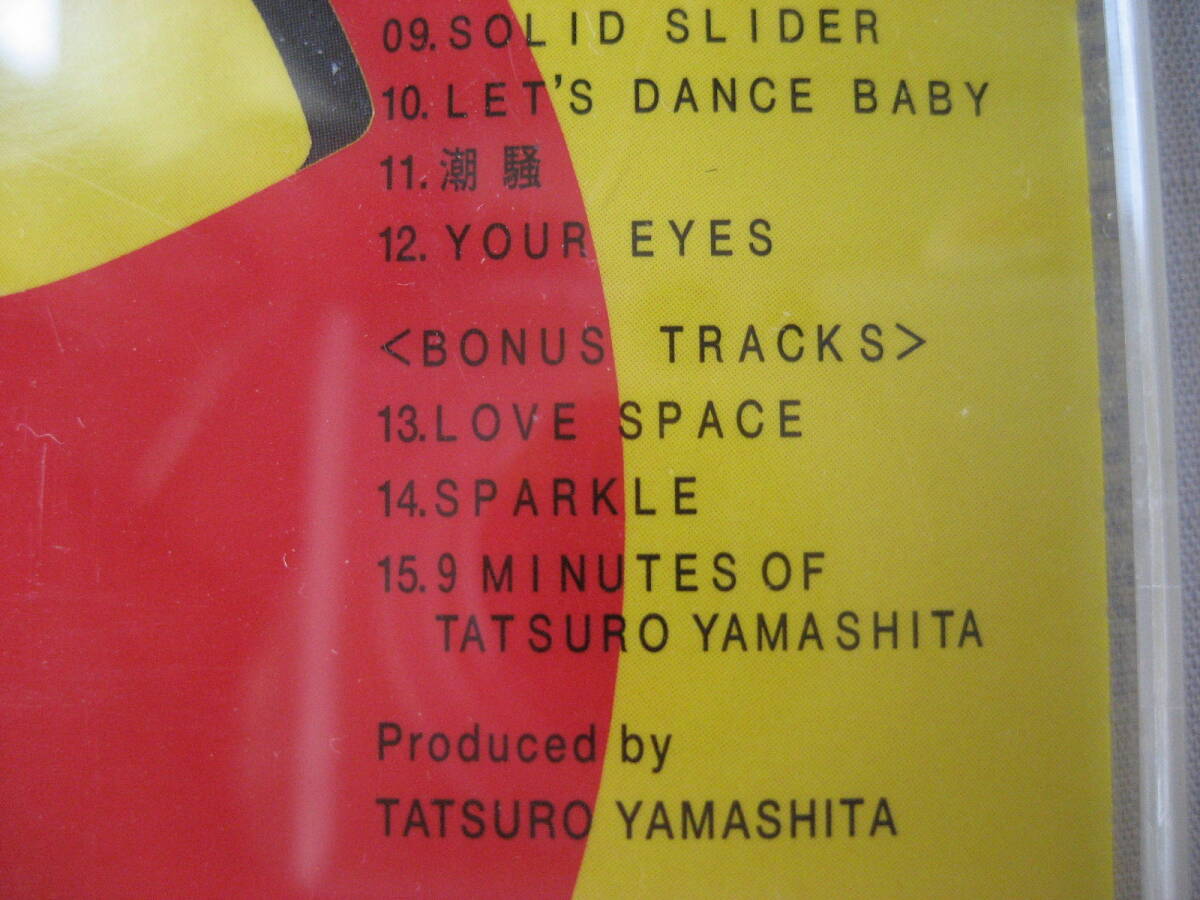 09. SOLID SLIDER
10. LET'S DANCE BABY
11. 潮騒
12. YOUR EYES
<BONUS TRACKS>
13. LOVE SPACE
14. SPARKLE
15. 9 MINUTES OF
TATSURO YAMASHITA
Produced by
TATSURO YAMASHITA